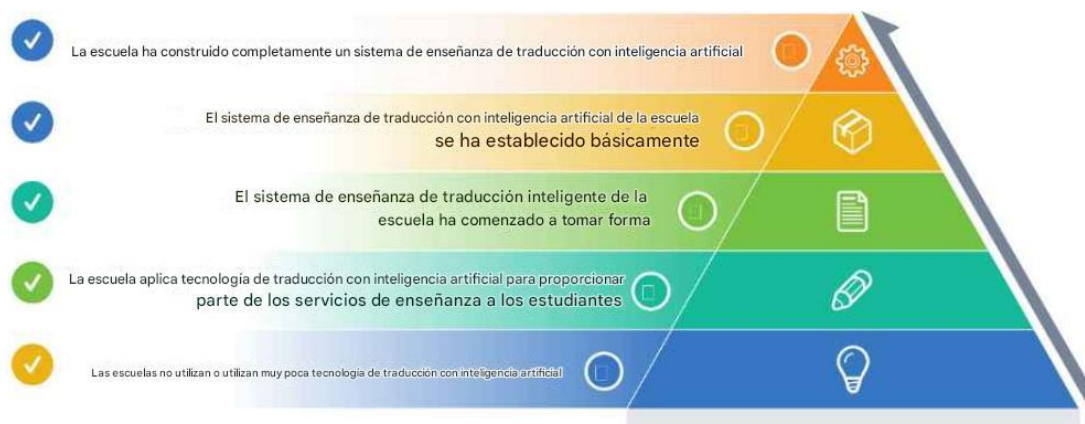 La escuela ha construido completamente un sistema de enseñanza de traducción con inteligencia artificial
El sistema de enseñanza de traducción con inteligencia artificial de la escuela
se ha establecido básicamente
El sistema de enseñanza de traducción inteligente de la
escuela ha comenzado a tomar forma
La escuela aplica tecnología de traducción con inteligencia artificial para proporcionar
parte de los servicios de enseñanza a los estudiantes
Las escuelas no utilizan o utilizan muy poca tecnología de traducción con inteligencia artificial